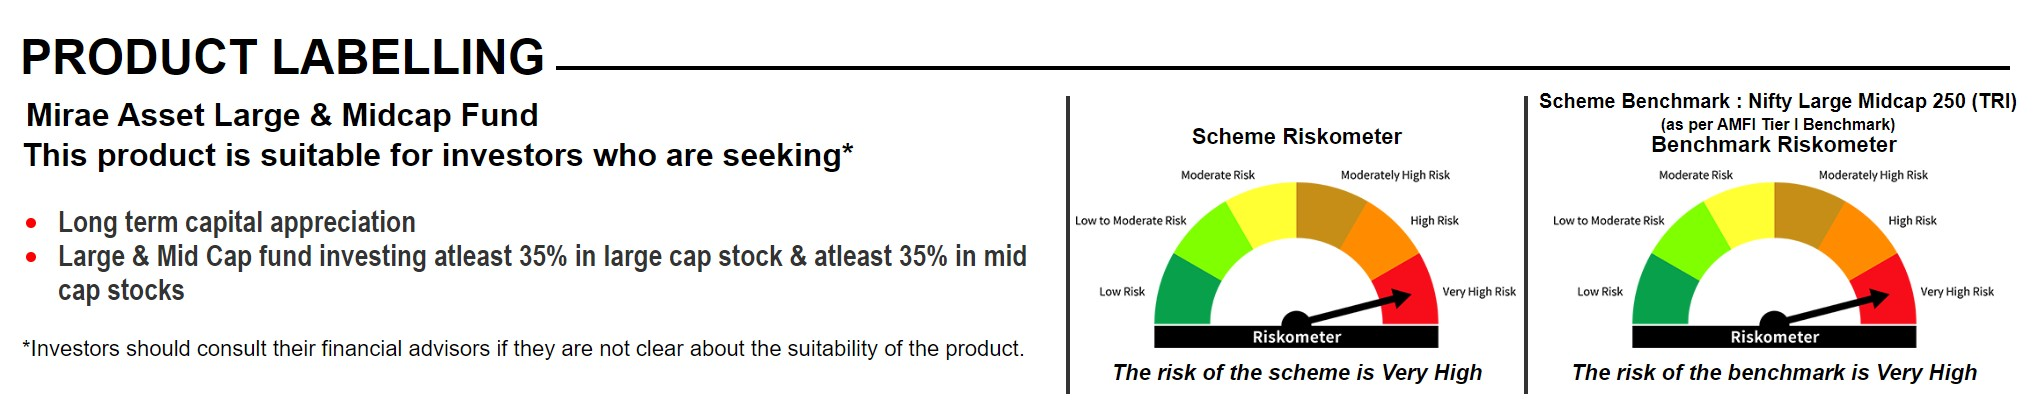 PRODUCT LABELLING
Mirae Asset Large & Midcap Fund
This product is suitable for investors who are seeking*
Long term capital appreciation
Large & Mid Cap fund investing atleast 35% in large cap stock & atleast 35% in mid
cap stocks
*Investors should consult their financial advisors if they are not clear about the suitability of the product.
Scheme Riskometer
Moderate Risk
Moderately High Risk
Low to Moderate Risk
High Risk
Low Risk
Very High Risk
Riskometer
The risk of the scheme is Very High
Scheme Benchmark : Nifty Large Midcap 250 (TRI)
(as per AMFI Tier I Benchmark)
Benchmark Riskometer
Moderate Risk
Moderately High Risk
Low to Moderate Risk
High Risk
Low Risk
Very High Risk
Riskometer
The risk of the benchmark is Very High